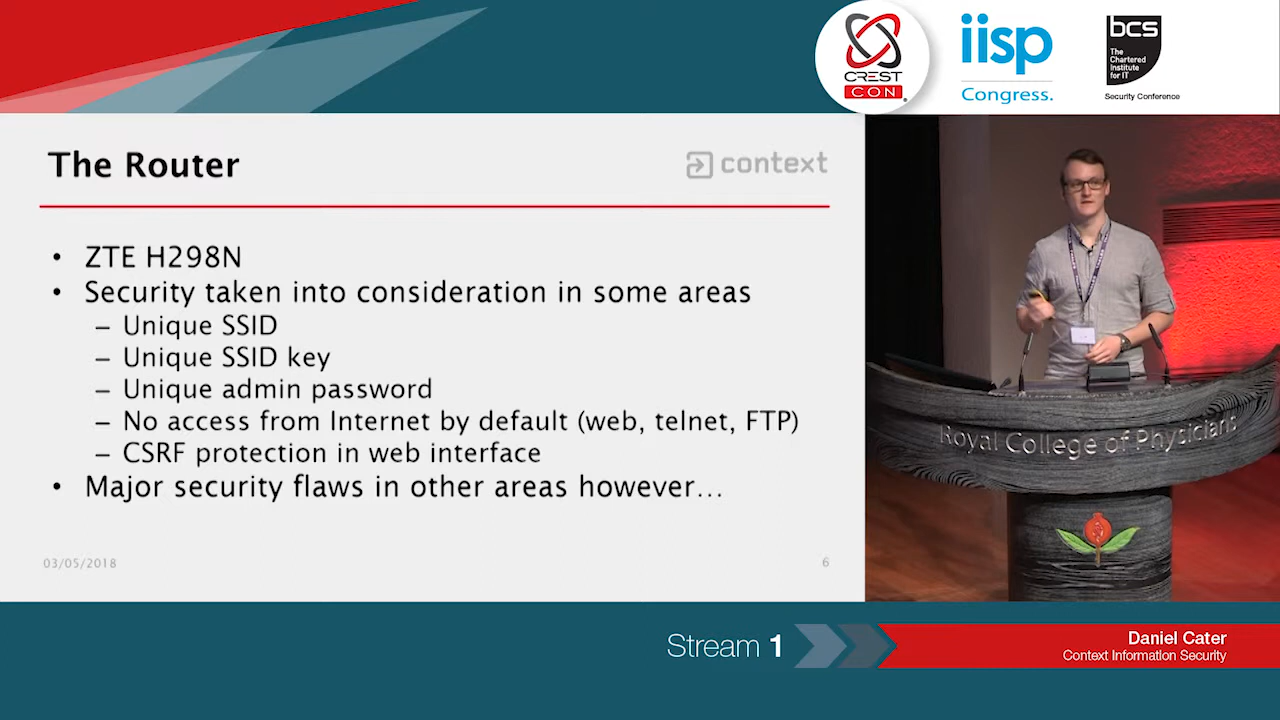 CREST
CON
iisp
Congress.
bcs
The
Chartered
Institute
for IT
Security Conference
The Router
context
• ZTE H298N
• Security taken into consideration in some areas
– Unique SSID
– Unique SSID key
– Unique admin password
– No access from Internet by default (web, telnet, FTP)
– CSRF protection in web interface
• Major security flaws in other areas however…
03/05/2018
6
Royal College of Physicians
Stream 1
Daniel Cater
Context Information Security